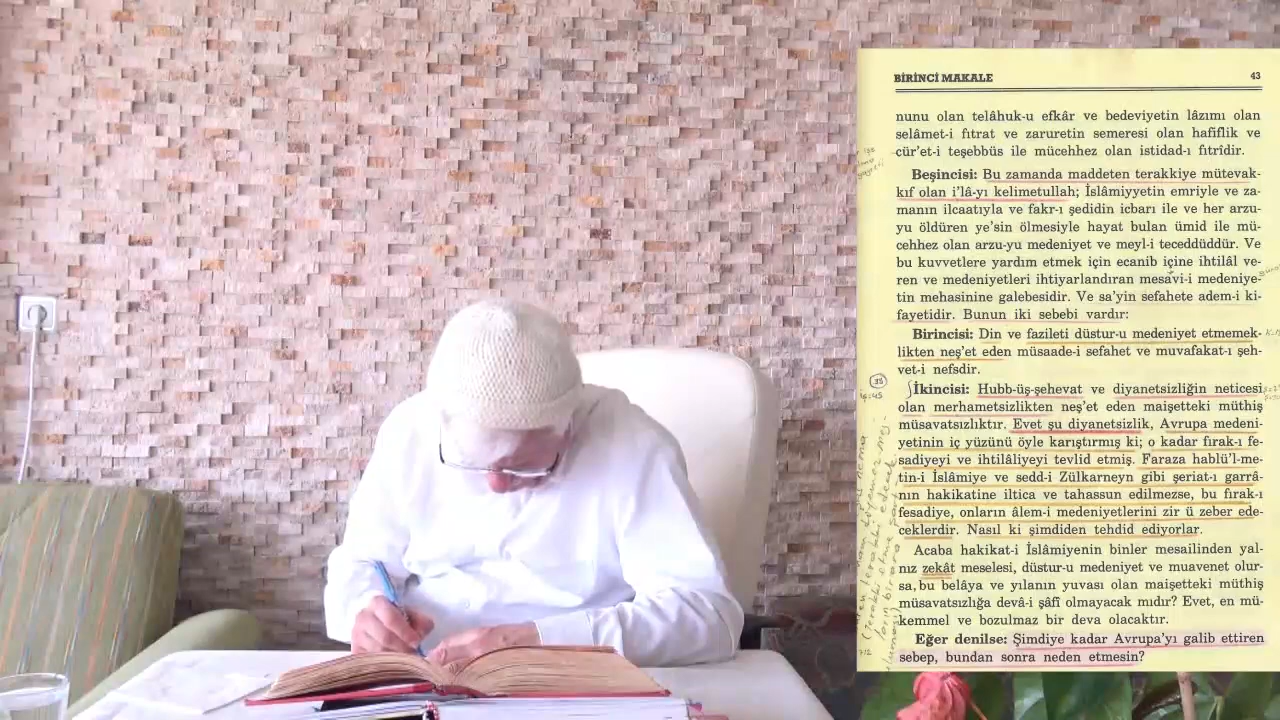 BİRİNCİ MAKALE 43
nunu olan telâhuk-u efkâr ve bedeviyetin lâzımı olan
selâmet-i fıtrat ve zaruretin semeresi olan hafiflik ve
cür'et-i teşebbüs ile mücehhez olan istidad-ı fıtrîdir.
Beşincisi: Bu zamanda maddeten terakkiye mütevak-
kıf olan i'lâ-yı kelimetullah; İslâmiyyetin emriyle ve za-
manın ilcaatıyla ve fakr-ı şedidin icbarı ile ve her arzu-
yu öldüren ye'sin ölmesiyle hayat bulan ümid ile mü-
cehhez olan arzu-yu medeniyet ve meyl-i teceddüddür. Ve
bu kuvvetlere yardım etmek için ecanib içine ihtilâl ve-
ren ve medeniyetleri ihtiyarlandıran mesavi-i medeniye-
tin mehasinine galebesidir. Ve sa'yin sefahete adem-i ki-
fayetidir. Bunun iki sebebi vardır:
Birincisi: Din ve fazileti düstur-u medeniyet etmemek-
likten neş'et eden müsaade-i sefahet ve muvafakat-ı şeh-
vet-i nefsdir.
İkincisi: Hubb-üş-şehevat ve diyanetsizliğin neticesi
olan merhametsizlikten neş'et eden maişetteki müthiş
müsavatsızlıktır. Evet şu diyanetsizlik, Avrupa medeni-
yetinin iç yüzünü öyle karıştırmış ki; o kadar fırak-ı fe-
sadiyeyi ve ihtilâliyeyi tevlid etmiş. Faraza hablü'l-me-
tin-i İslâmiye ve sedd-i Zülkarneyn gibi şeriat-ı garrâ-
nın hakikatine iltica ve tahassun edilmezse, bu fırak-ı
fesadiye, onların âlem-i medeniyetlerini zir ü zeber ede-
ceklerdir. Nasıl ki şimdiden tehdid ediyorlar.
Acaba hakikat-i İslâmiyenin binler mesailinden yal-
nız zekât meselesi, düstur-u medeniyet ve muavenet olur-
sa, bu belâya ve yılanın yuvası olan maişetteki müthiş
müsavatsızlığa devâ-i şâfî olmayacak mıdır? Evet, en mü-
kemmel ve bozulmaz bir deva olacaktır.
Eğer denilse: Şimdiye kadar Avrupa'yı galib ettiren
sebep, bundan sonra neden etmesin?